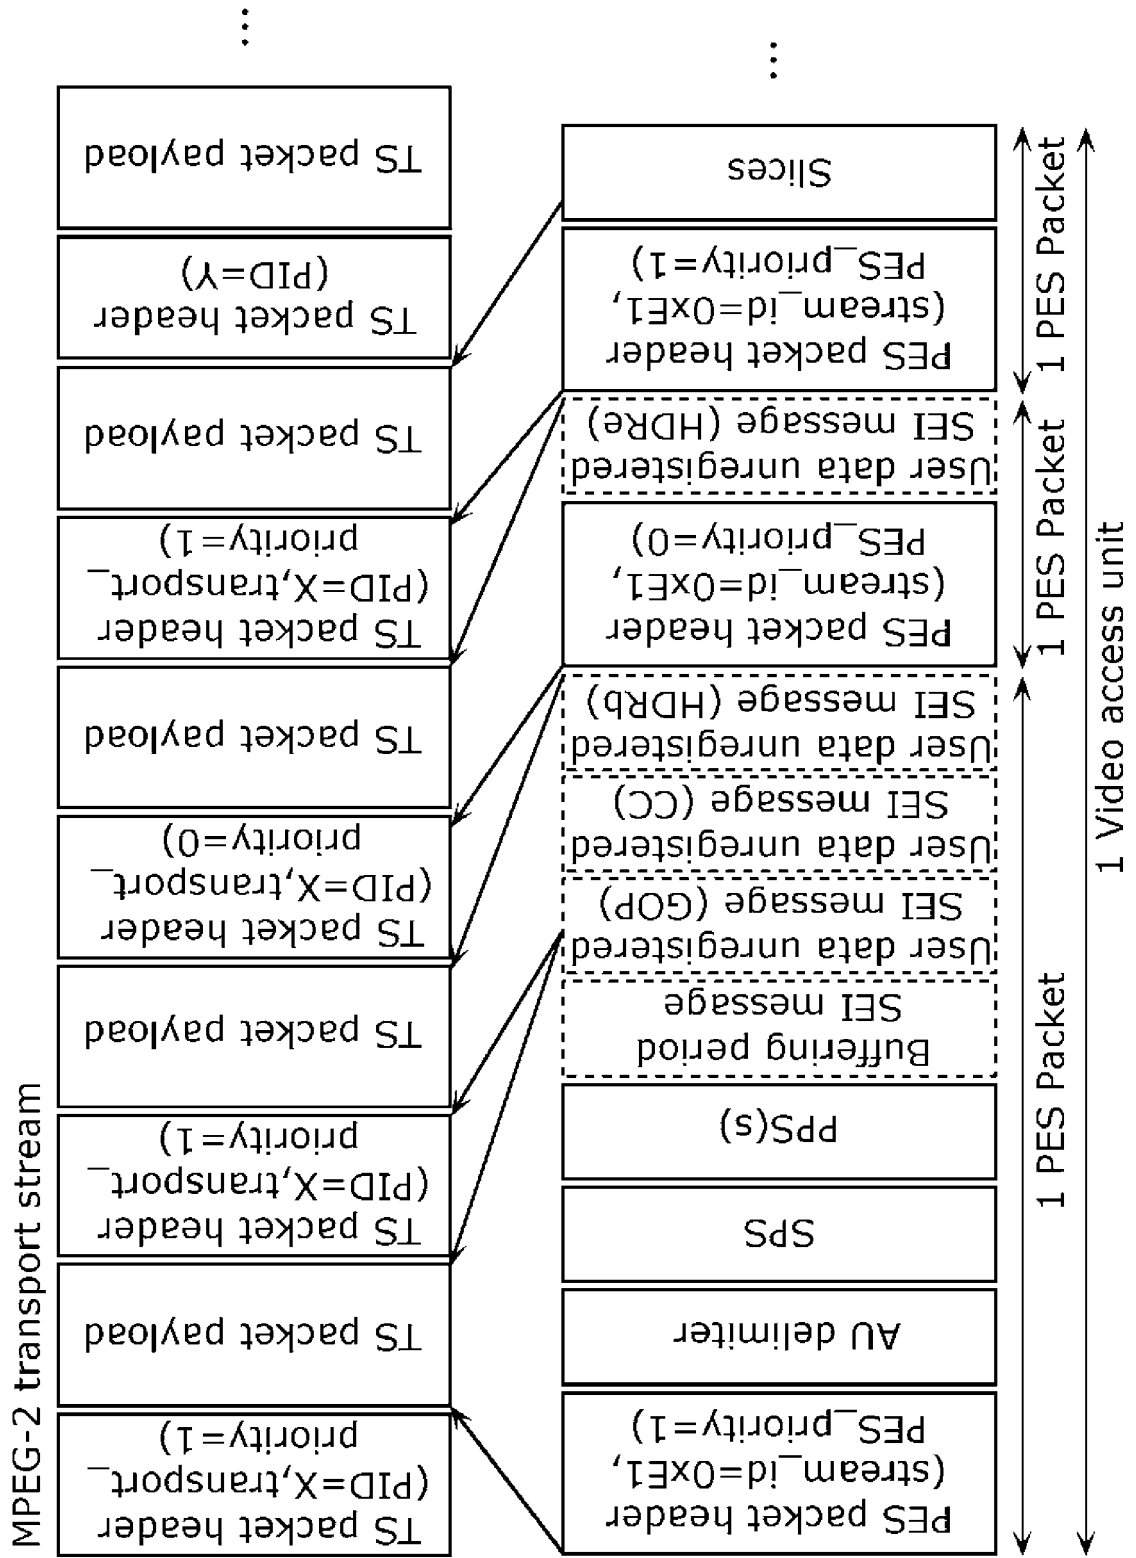 1 Video access unit
1 PES Packet
PES packet header
(stream_id=0xE1,
PES_priority=1)
AU delimiter
SPS
PPS(s)
Buffering period
SEI message
User data unregistered
SEI message (GOP)
User data unregistered
SEI message (CC)
User data unregistered
SEI message (HDRb)
1 PES Packet
PES packet header
(stream_id=0xE1,
PES_priority=0)
User data unregistered
SEI message (HDRe)
1 PES Packet
PES packet header
(stream_id=0xE1,
PES_priority=1)
Slices
...
MPEG-2 transport stream
TS packet header
(PID=X,transport_
priority=1)
TS packet payload
TS packet header
(PID=X,transport_
priority=1)
TS packet payload
TS packet header
(PID=X,transport_
priority=0)
TS packet payload
TS packet header
(PID=X,transport_
priority=1)
TS packet payload
TS packet header
(PID=Y)
TS packet payload
...